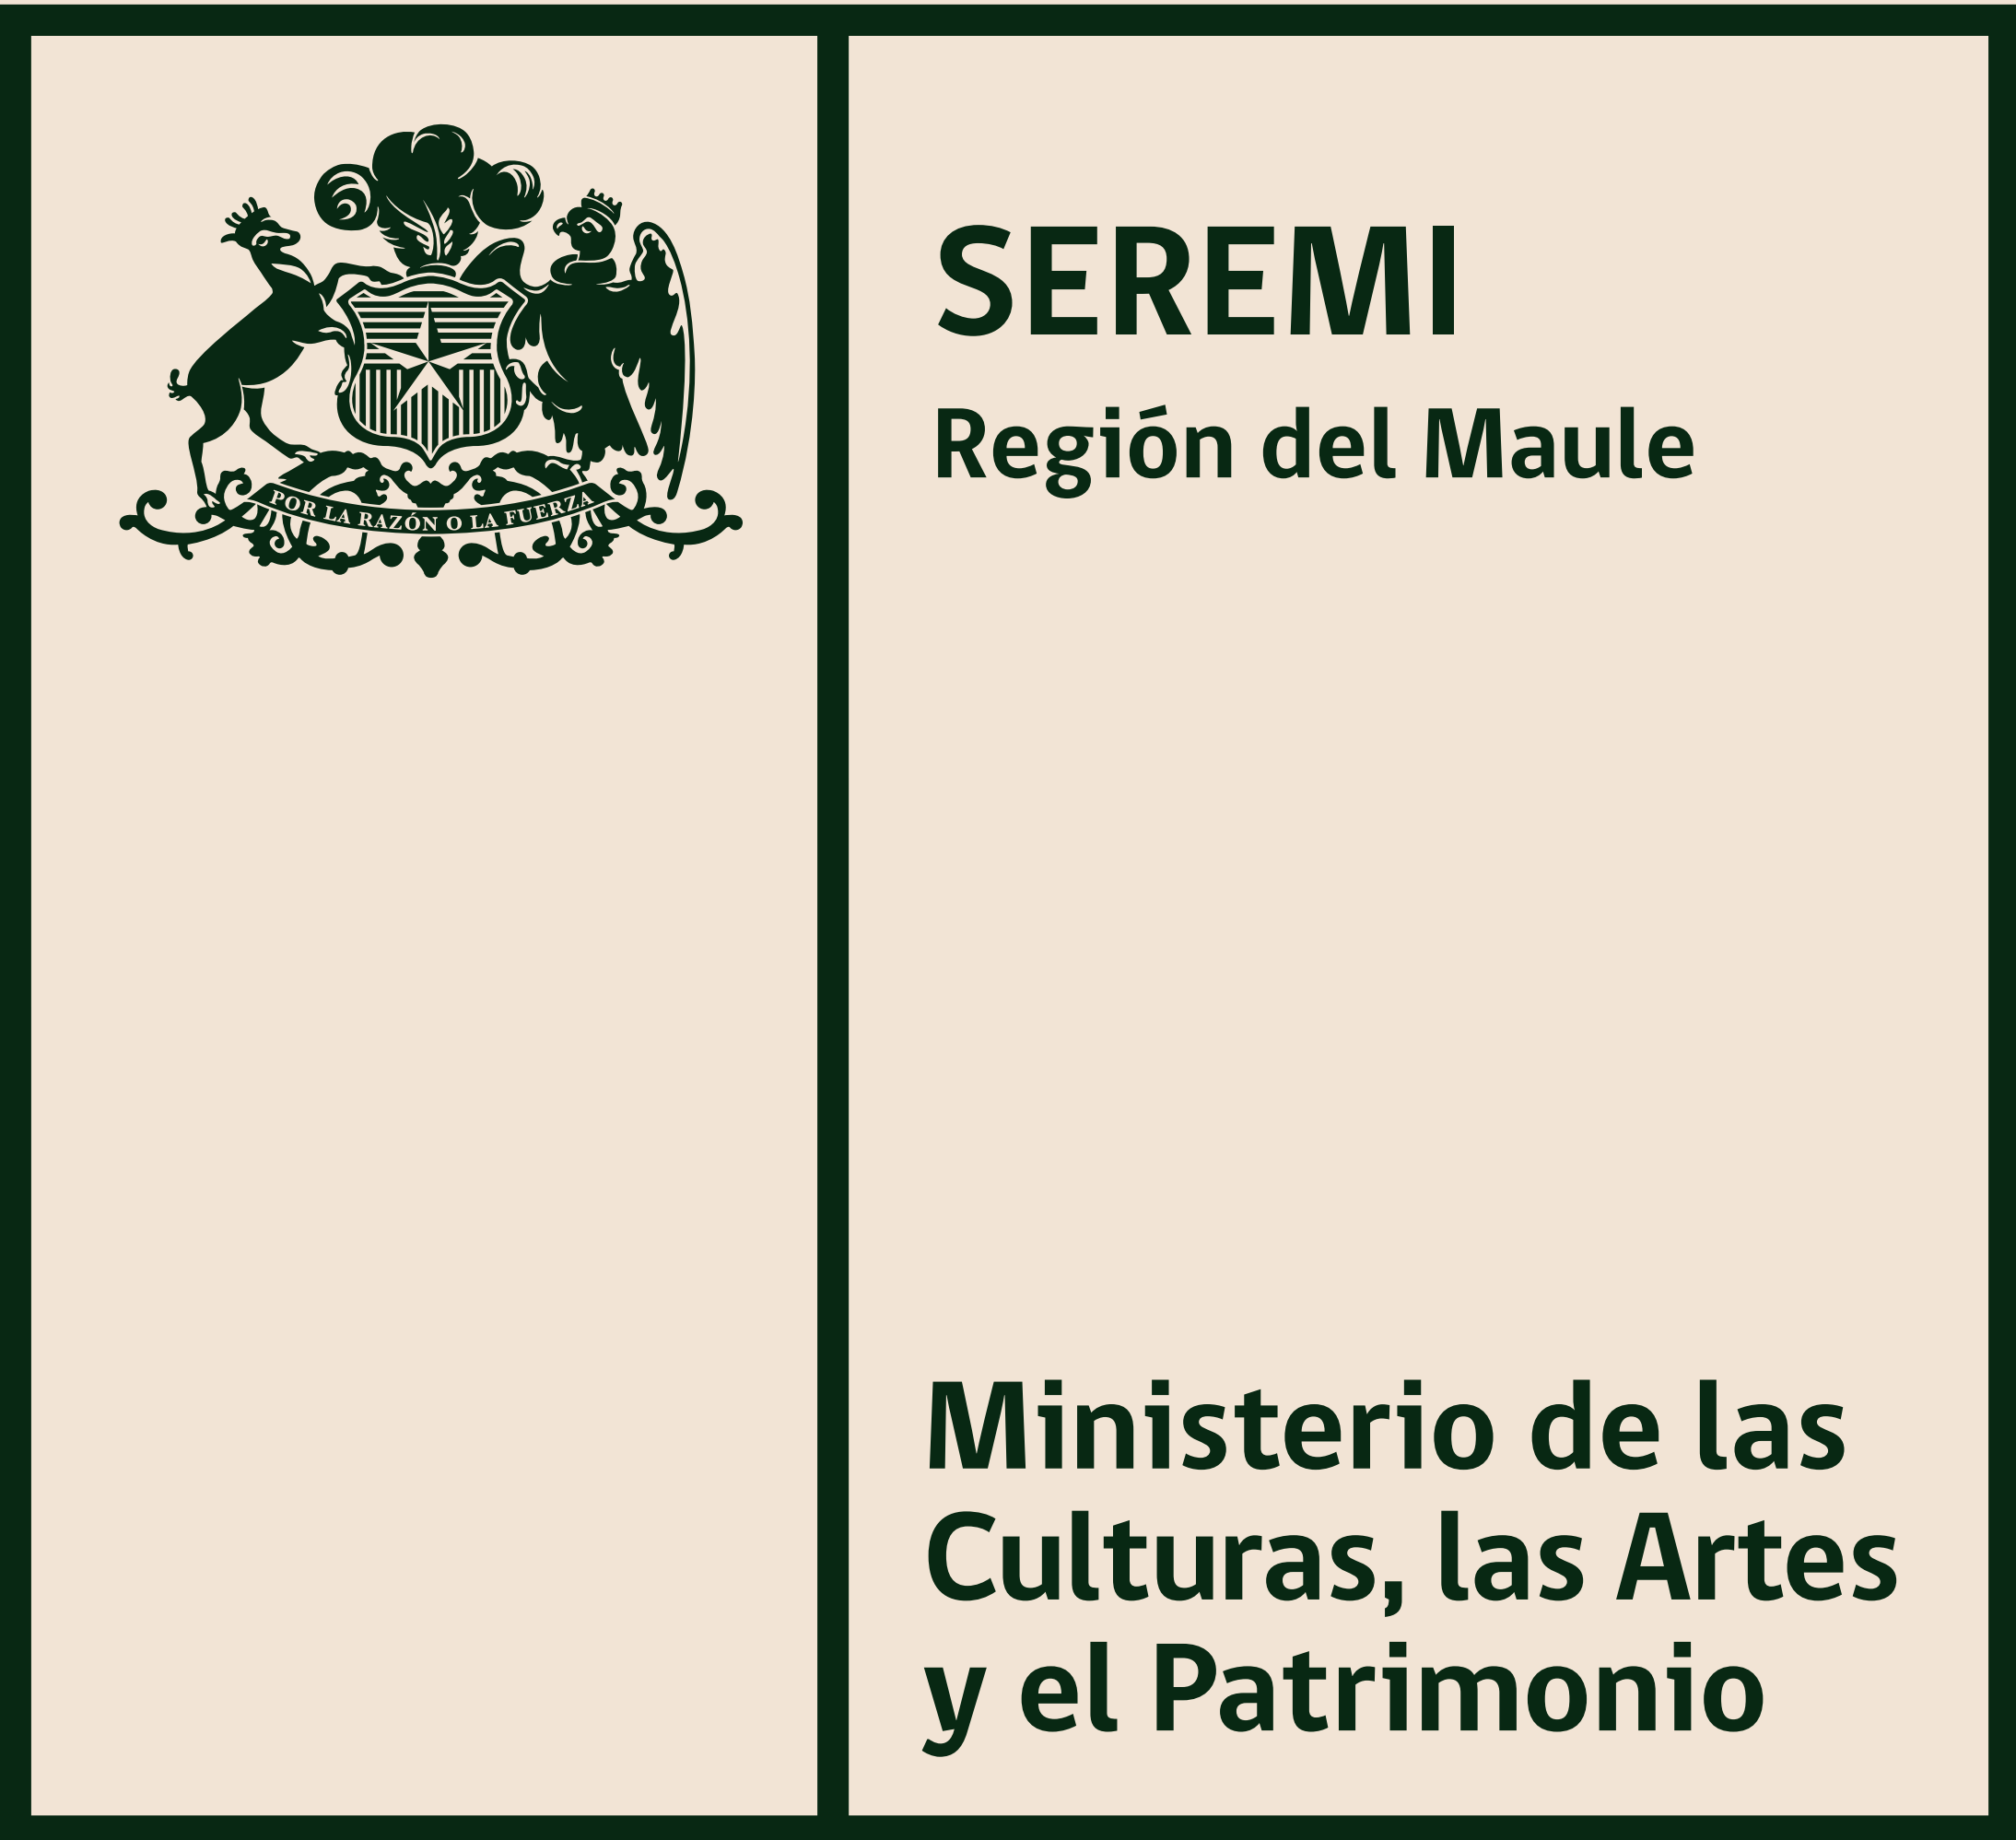 POR LA RAZÓN O LA FUERZA
SEREMI
Región del Maule
Ministerio de las
Culturas, las Artes
y el Patrimonio